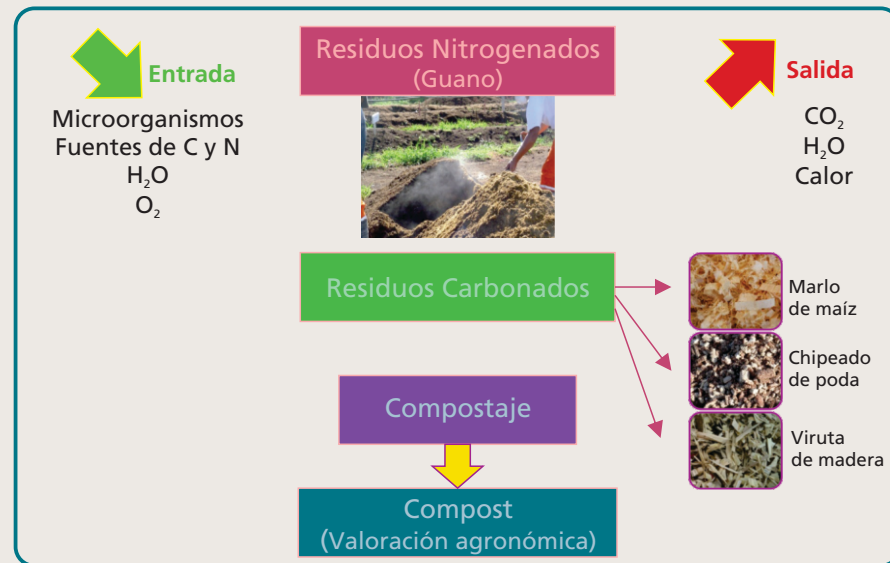 Entrada
Microorganismos
Fuentes de C y N
H₂O
O₂
Residuos Nitrogenados
(Guano)
Salida
CO₂
H₂O
Calor
Residuos Carbonados
Marlo
de maíz
Chipeado
de poda
Viruta
de madera
Compostaje
Compost
(Valoración agronómica)